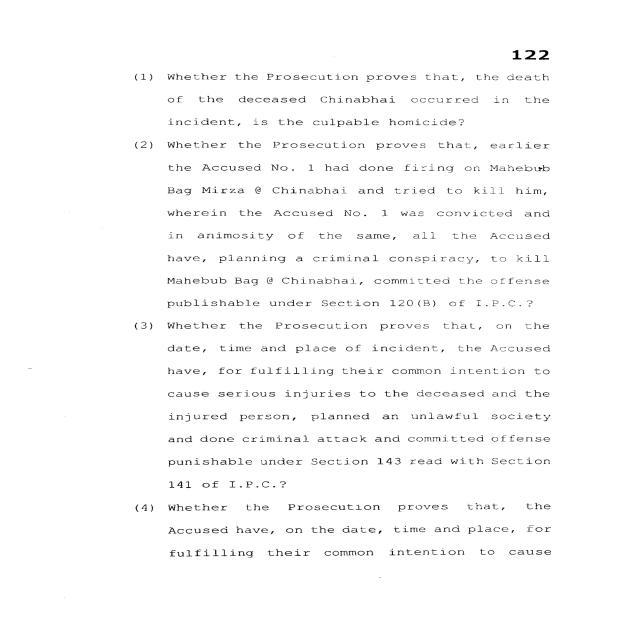 122
(1) Whether the Prosecution proves that, the death
of the deceased Chinabhai occurred in the
incident, is the culpable homicide?
(2) Whether the Prosecution proves that, earlier
the Accused No. 1 had done firing on Mahebub
Bag Mirza @ Chinabhai and tried to kill him,
wherein the Accused No. 1 was convicted and
in animosity of the same, all the Accused
have, planning a criminal conspiracy, to kill
Mahebub Bag @ Chinabhai, committed the offense
publishable under Section 120(B) of I.P.C.?
(3) Whether the Prosecution proves that, on the
date, time and place of incident, the Accused
have, for fulfilling their common intention to
cause serious injuries to the deceased and the
injured person, planned an unlawful society
and done criminal attack and committed offense
punishable under Section 143 read with Section
141 of I.P.C.?
(4) Whether the Prosecution proves that, the
Accused have, on the date, time and place, for
fulfilling their common intention to cause